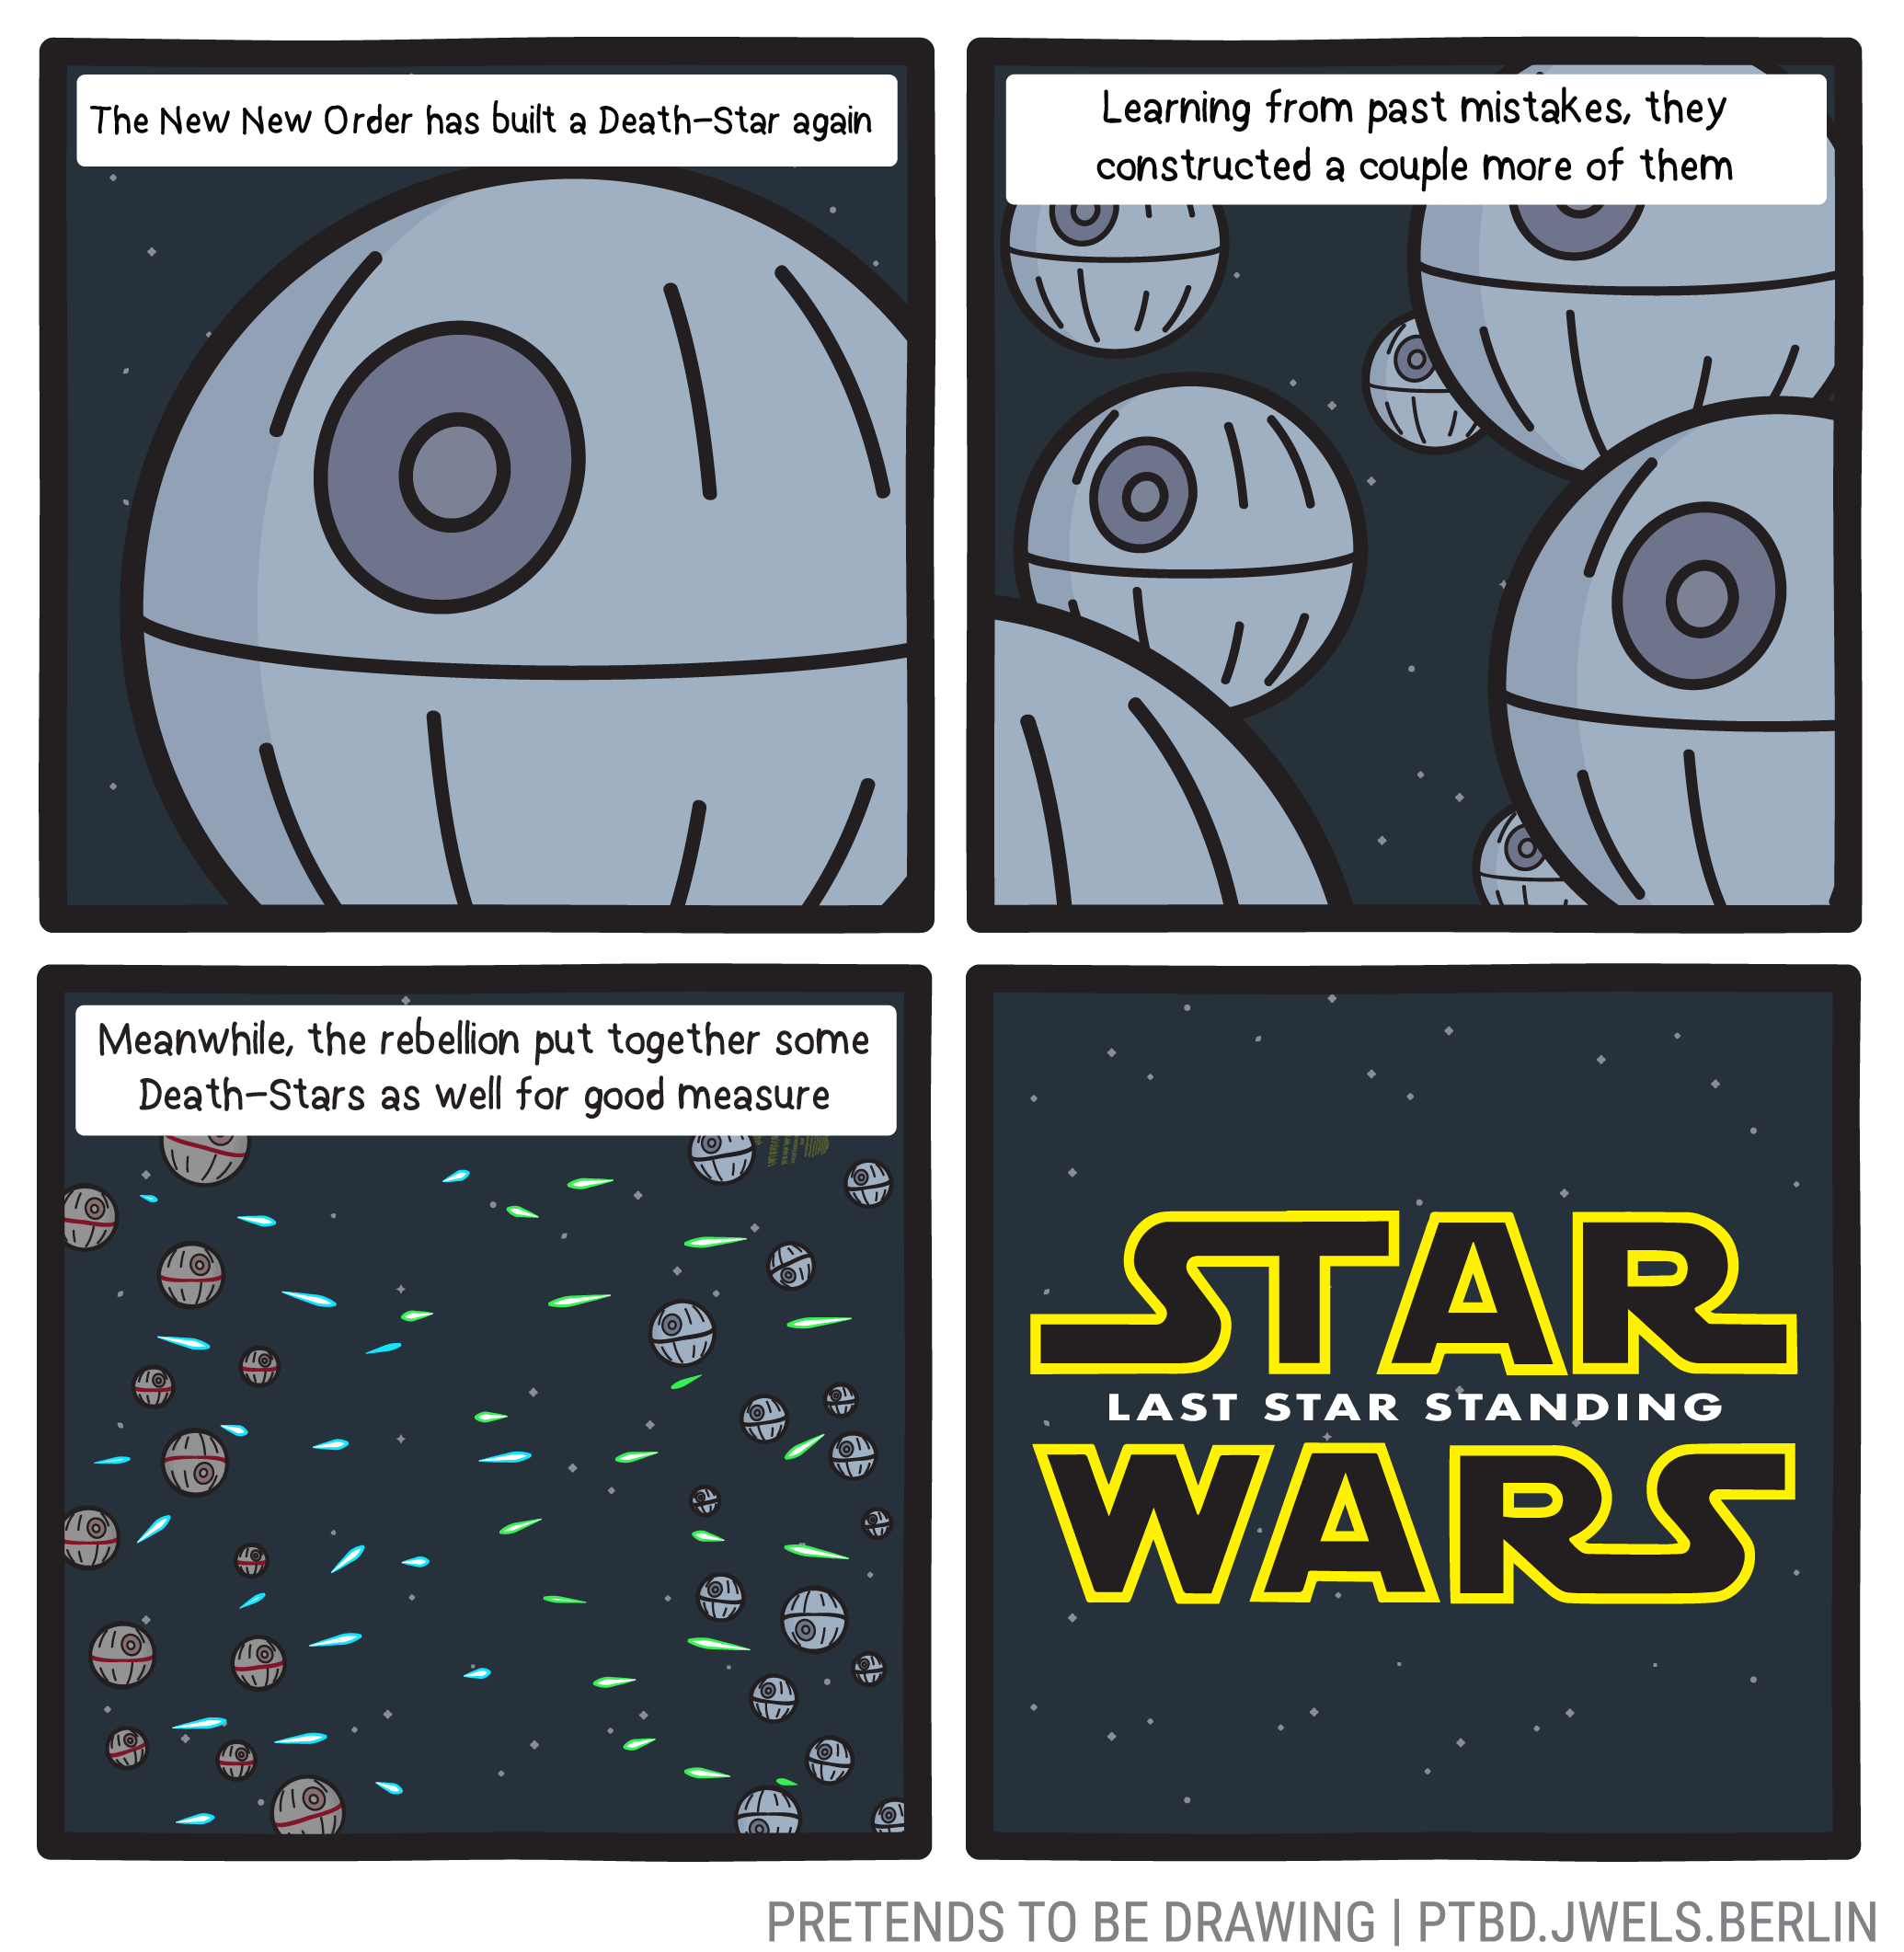 The New New Order has built a Death-Star again
Learning from past mistakes, they
constructed a couple more of them
Meanwhile, the rebellion put together some
Death-Stars as well for good measure
STAR
LAST STAR STANDING
WARS
PRETENDS TO BE DRAWING | PTBD.JWELS.BERLIN